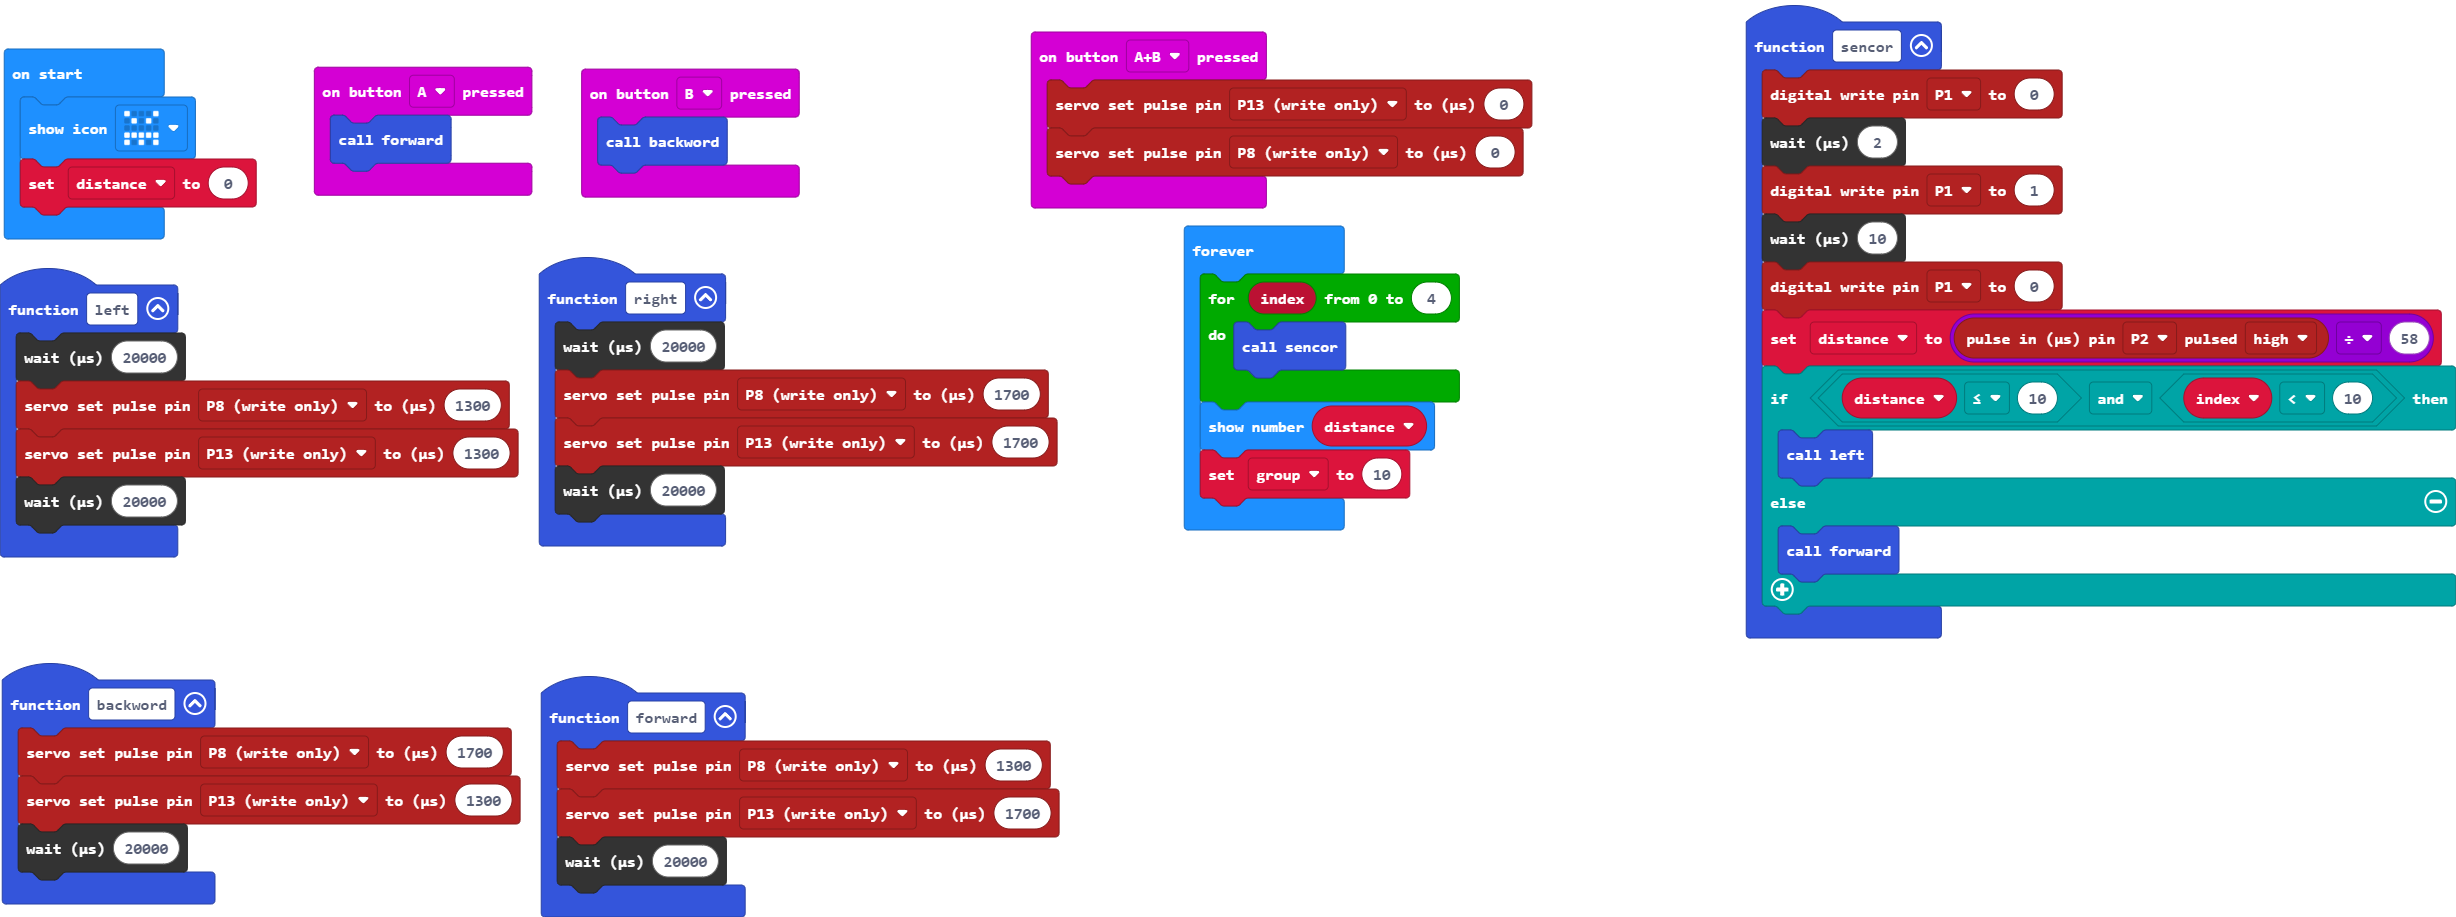 on start
show icon
set distance to 0
on button A pressed
call forward
on button B pressed
call backword
on button A+B pressed
servo set pulse pin P13 (write only) to (µs) 0
servo set pulse pin P8 (write only) to (µs) 0
forever
for index from 0 to 4
do
call sencor
show number distance
set group to 10
function sencor
digital write pin P1 to 0
wait (µs) 2
digital write pin P1 to 1
wait (µs) 10
digital write pin P1 to 0
set distance to pulse in (µs) pin P2 pulsed high ÷ 58
if distance ≤ 10 and index < 10 then
call left
else
call forward
function left
wait (µs) 20000
servo set pulse pin P8 (write only) to (µs) 1300
servo set pulse pin P13 (write only) to (µs) 1300
wait (µs) 20000
function right
wait (µs) 20000
servo set pulse pin P8 (write only) to (µs) 1700
servo set pulse pin P13 (write only) to (µs) 1700
wait (µs) 20000
function backword
servo set pulse pin P8 (write only) to (µs) 1700
servo set pulse pin P13 (write only) to (µs) 1300
wait (µs) 20000
function forward
servo set pulse pin P8 (write only) to (µs) 1300
servo set pulse pin P13 (write only) to (µs) 1700
wait (µs) 20000